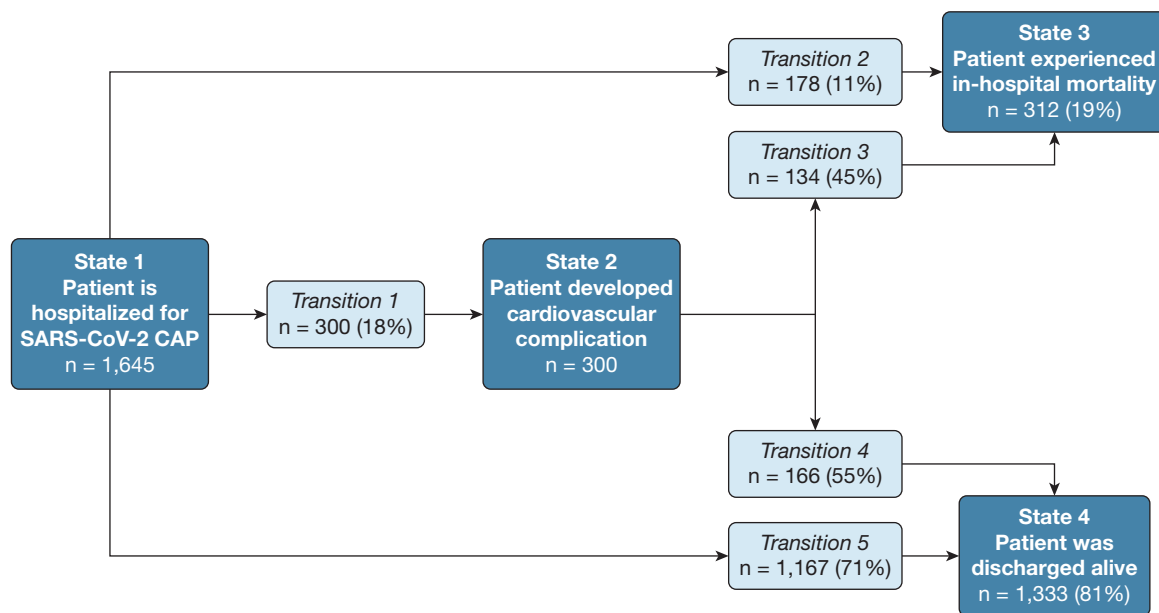 Transition 2
n = 178 (11%)
State 3
Patient experienced
in-hospital mortality
n = 312 (19%)
Transition 3
n = 134 (45%)
State 1
Patient is
hospitalized for
SARS-CoV-2 CAP
n = 1,645
Transition 1
n = 300 (18%)
State 2
Patient developed
cardiovascular
complication
n = 300
Transition 4
n = 166 (55%)
Transition 5
n = 1,167 (71%)
State 4
Patient was
discharged alive
n = 1,333 (81%)